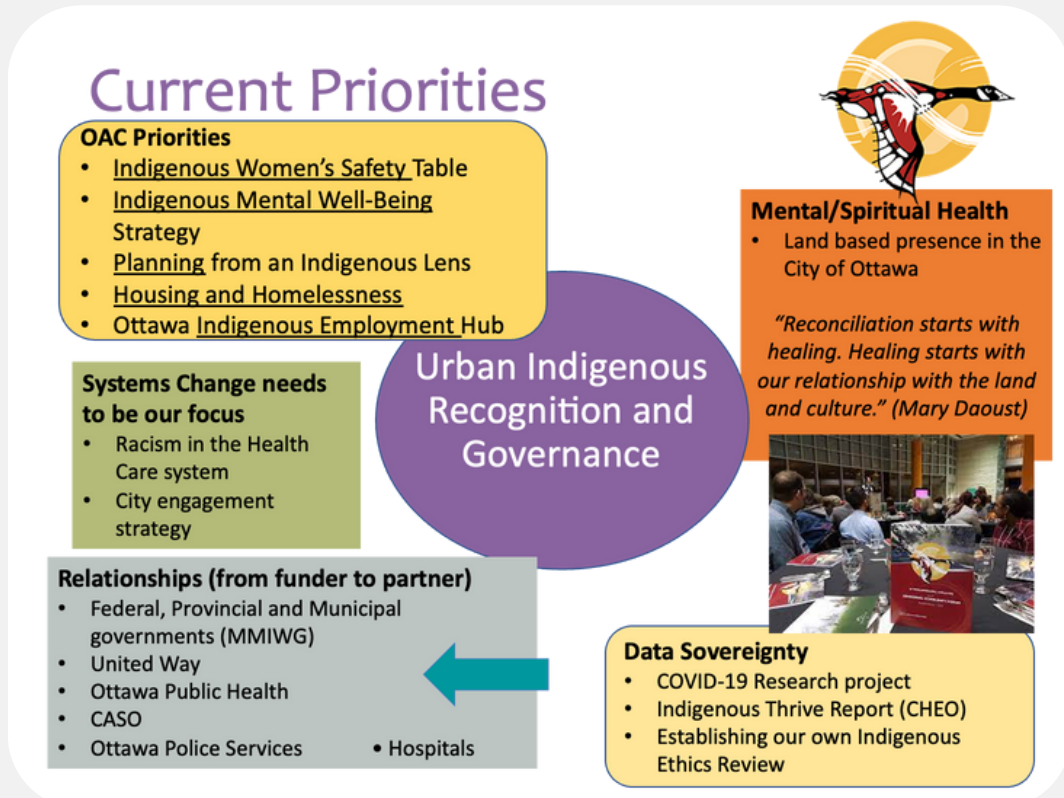 Current Priorities
OAC Priorities
• Indigenous Women's Safety Table
• Indigenous Mental Well-Being
Strategy
• Planning from an Indigenous Lens
• Housing and Homelessness
• Ottawa Indigenous Employment Hub
Systems Change needs
to be our focus
• Racism in the Health
Care system
• City engagement
strategy
Urban Indigenous
Recognition and
Governance
Mental/Spiritual Health
• Land based presence in the
City of Ottawa
“Reconciliation starts with
healing. Healing starts with
our relationship with the land
and culture.” (Mary Daoust)
Relationships (from funder to partner)
• Federal, Provincial and Municipal
governments (MMIWG)
• United Way
• Ottawa Public Health
• CASO
• Ottawa Police Services • Hospitals
Data Sovereignty
• COVID-19 Research project
• Indigenous Thrive Report (CHEO)
• Establishing our own Indigenous
Ethics Review